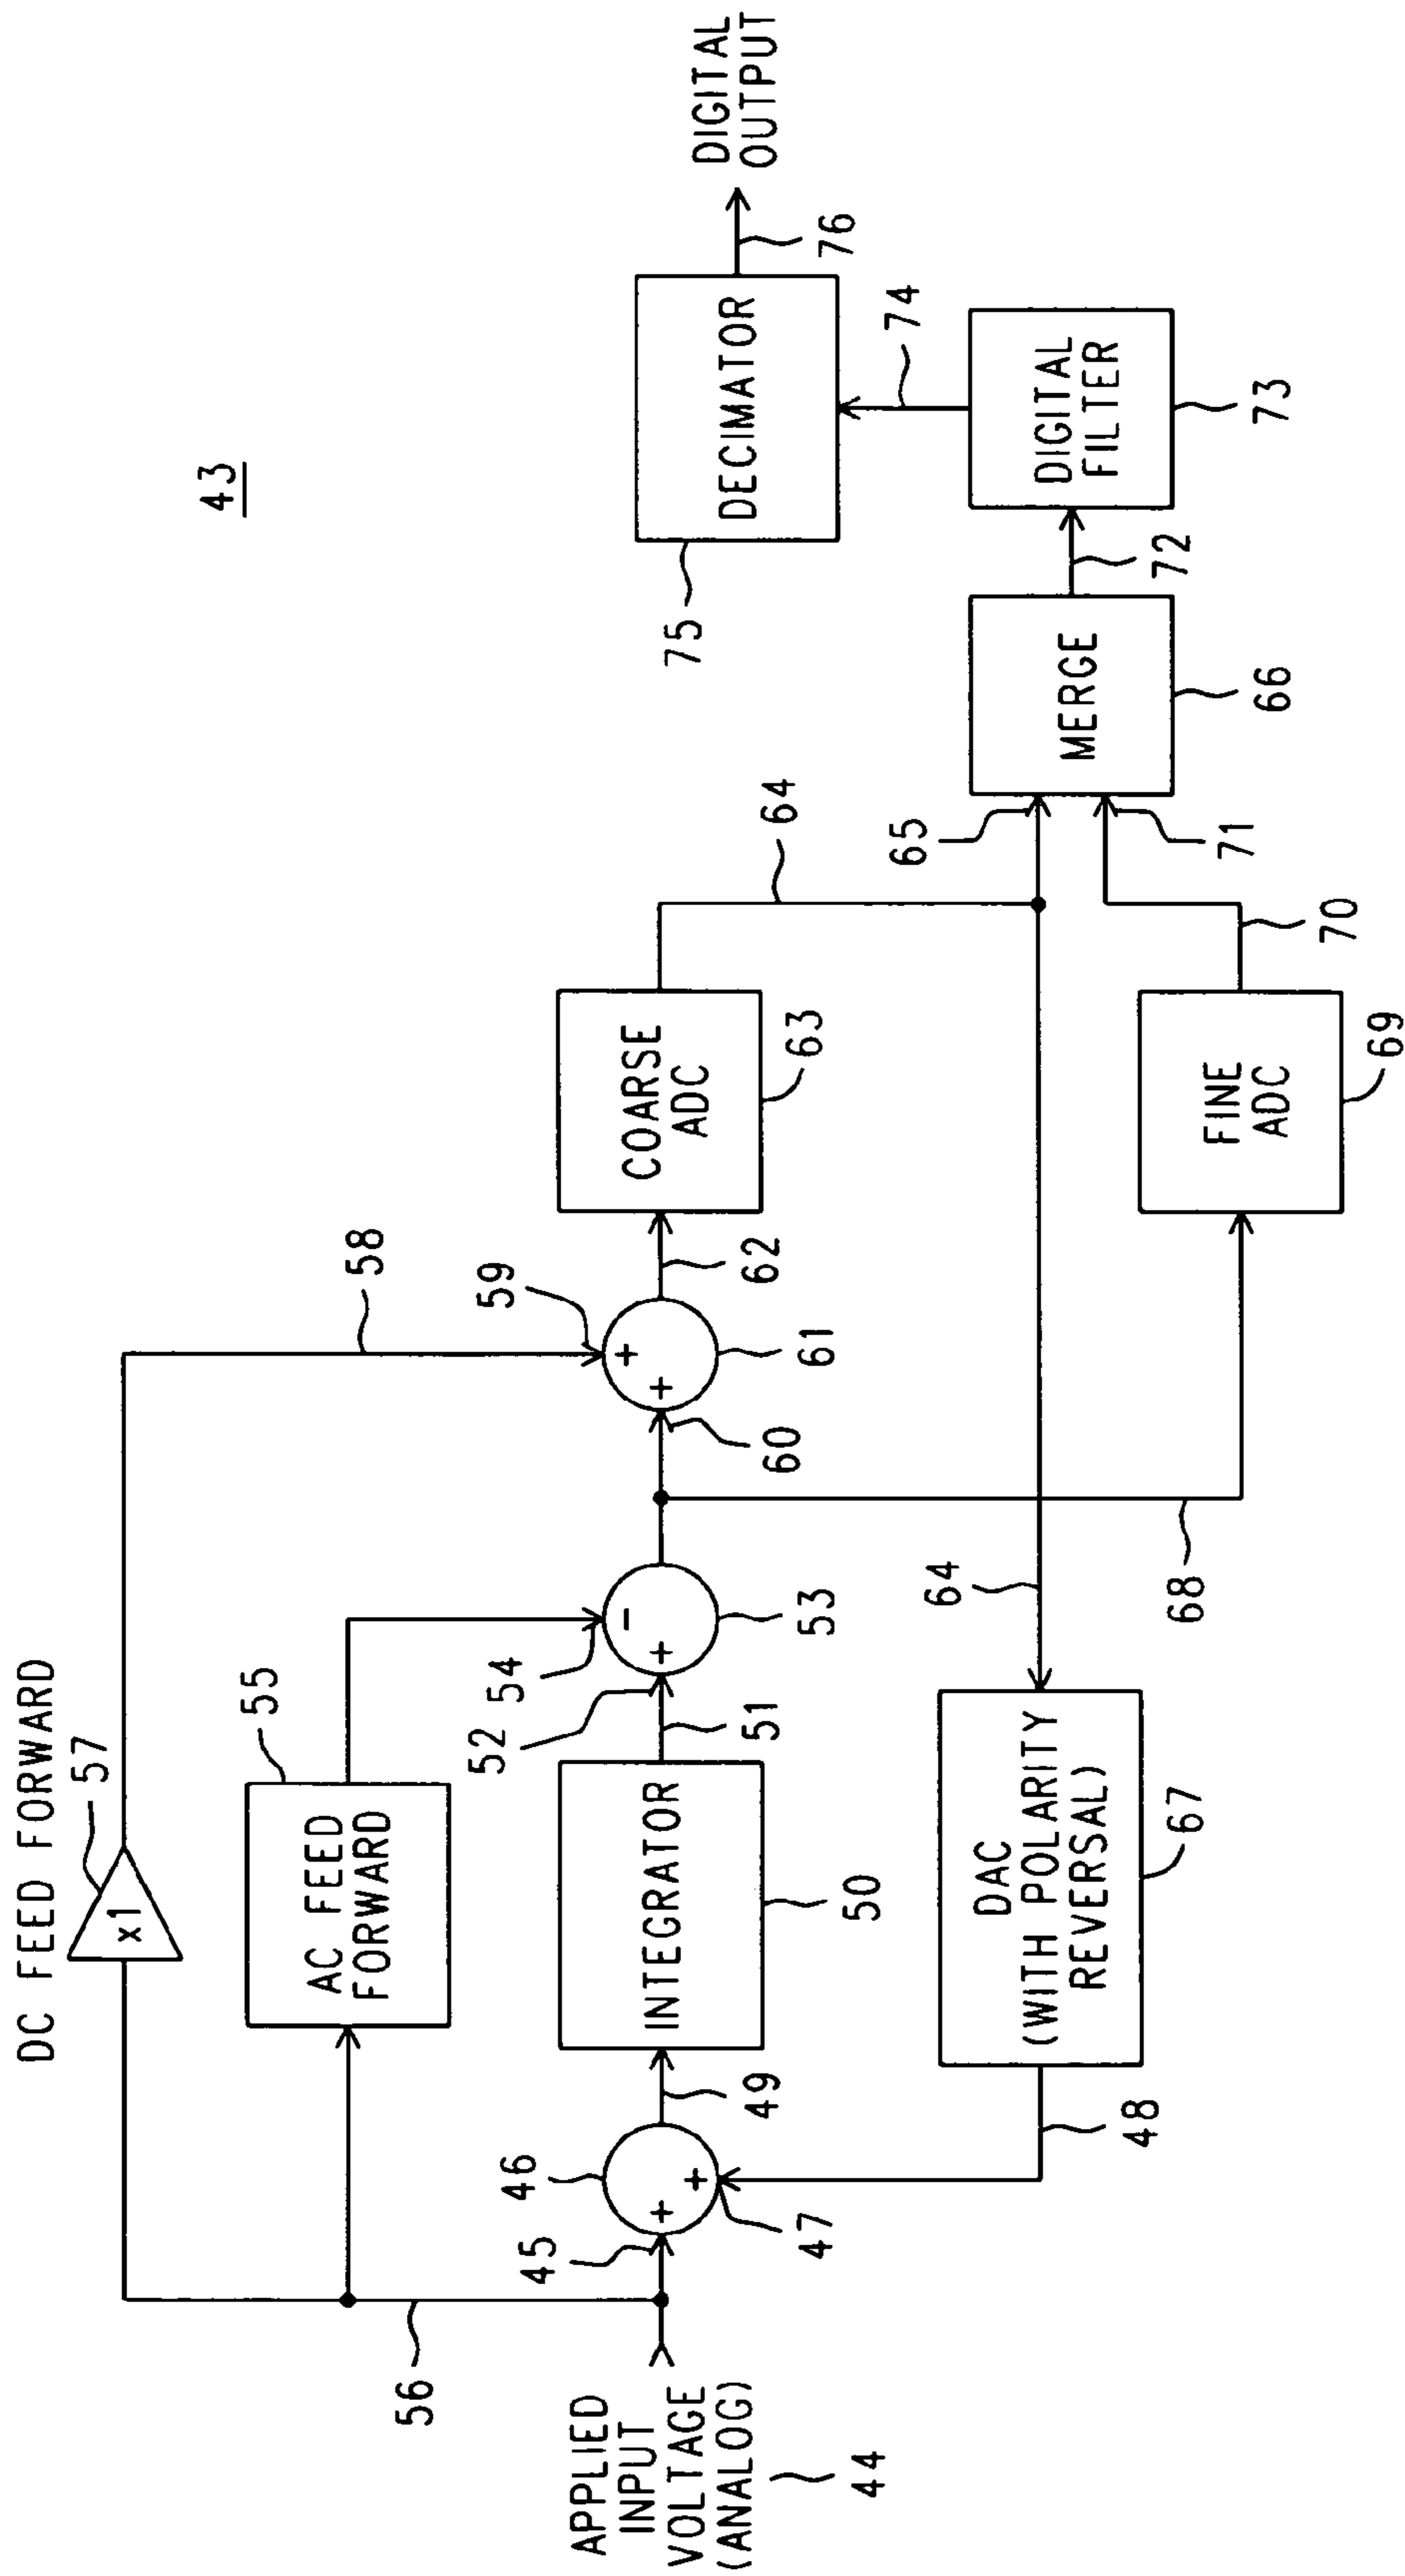 43
DC FEED FORWARD
57
x1
58
55
AC FEED
FORWARD
56
59
54
52
46
45
+
+
47
49
INTEGRATOR
50
51
-
+
53
+
+
60
61
62
COARSE
ADC
63
64
APPLIED
INPUT
VOLTAGE
(ANALOG)
44
48
DAC
(WITH POLARITY
REVERSAL)
67
64
68
FINE
ADC
69
70
65
71
MERGE
66
72
DIGITAL
FILTER
73
74
75
DECIMATOR
76
DIGITAL
OUTPUT